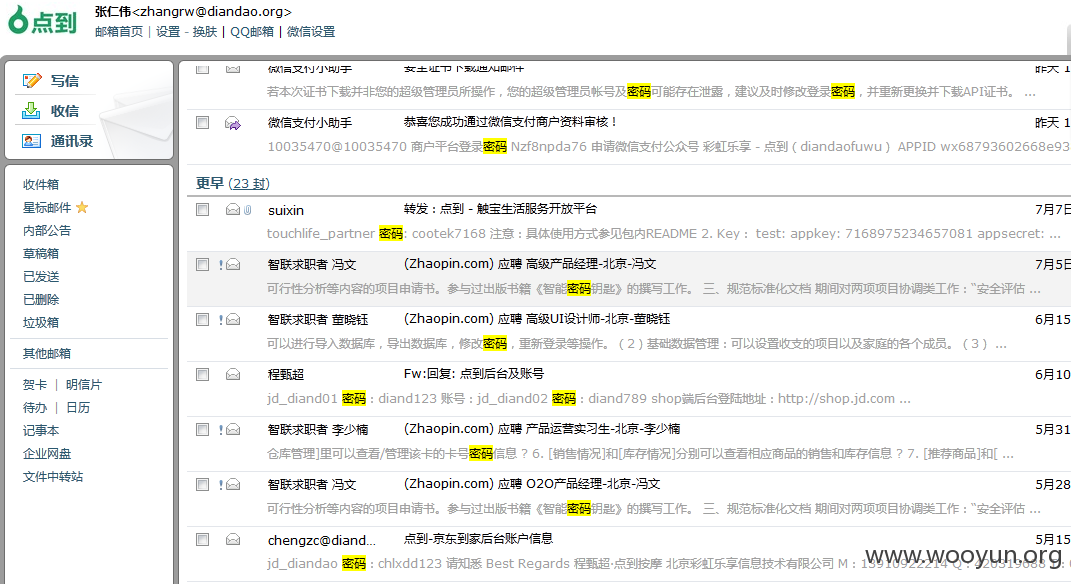 点到
张仁伟<zhangrw@diandao.org>
邮箱首页 | 设置 - 换肤 | QQ邮箱 | 微信设置
写信
收信
通讯录
收件箱
星标邮件
内部公告
草稿箱
已发送
已删除
垃圾箱
其他邮箱
贺卡 | 明信片
待办 | 日历
记事本
企业网盘
文件中转站
微信支付小助手 安全证书下载通知邮件 昨天 1
若本次证书下载并非您的超级管理员所操作，您的超级管理员帐号及密码可能存在泄露，建议及时修改登录密码，并重新更换并下载API证书。 ...
微信支付小助手 恭喜您成功通过微信支付商户资料审核！ 昨天 1
10035470@10035470 商户平台登录密码 Nzf8npda76 申请微信支付公众号 彩虹乐享 - 点到（diandaofuwu） APPID wx68793602668e93
更早 (23 封)
suixin 转发：点到 - 触宝生活服务开放平台 7月7日
touchlife_partner 密码: cootek7168 注意：具体使用方式参见包内README 2. Key： test: appkey: 7168975234657081 appsecret: ...
智联求职者 冯文 (Zhaopin.com) 应聘 高级产品经理-北京-冯文 7月5日
可行性分析等内容的项目申请书。参与过出版书籍《智能密码钥匙》的撰写工作。 三、规范标准化文档 期间对两项项目协调类工作：“安全评估 ...
智联求职者 董晓钰 (Zhaopin.com) 应聘 高级UI设计师-北京-董晓钰 6月15
可以进行导入数据库，导出数据库，修改密码，重新登录等操作。（2）基础数据管理：可以设置收支的项目以及家庭的各个成员。（3） ...
程甄超 Fw:回复: 点到后台及账号 6月10
jd_diand01 密码：diand123 账号：jd_diand02 密码：diand789 shop端后台登陆地址：http://shop.jd.com ...
智联求职者 李少楠 (Zhaopin.com) 应聘 产品运营实习生-北京-李少楠 5月31
仓库管理]里可以查看/管理该卡的卡号密码信息？6. [销售情况]和[库存情况]分别可以查看相应商品的销售和库存信息？7. [推荐商品]和[ ...
智联求职者 冯文 (Zhaopin.com) 应聘 O2O产品经理-北京-冯文 5月28
可行性分析等内容的项目申请书。参与过出版书籍《智能密码钥匙》的撰写工作。 三、规范标准化文档 期间对两项项目协调类工作：“安全评估 ...
chengzc@diand... 点到-京东到家后台账户信息 5月15
jd_diandao 密码：chlxdd123 请知悉 Best Regards 程甄超·点到按摩 北京彩虹乐享信息技术有限公司 M：13910922214 Q：
www.wooyun.org